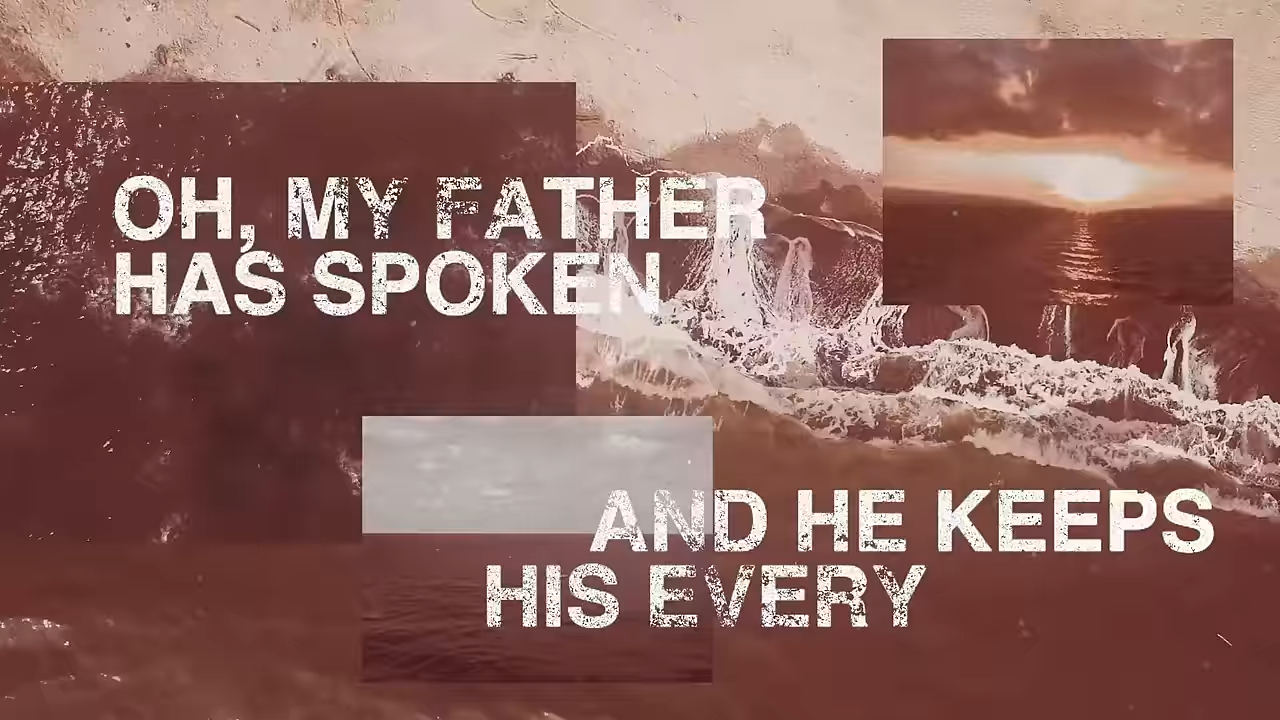 OH, MY FATHER
HAS SPOKEN
AND HE KEEPS
HIS EVERY